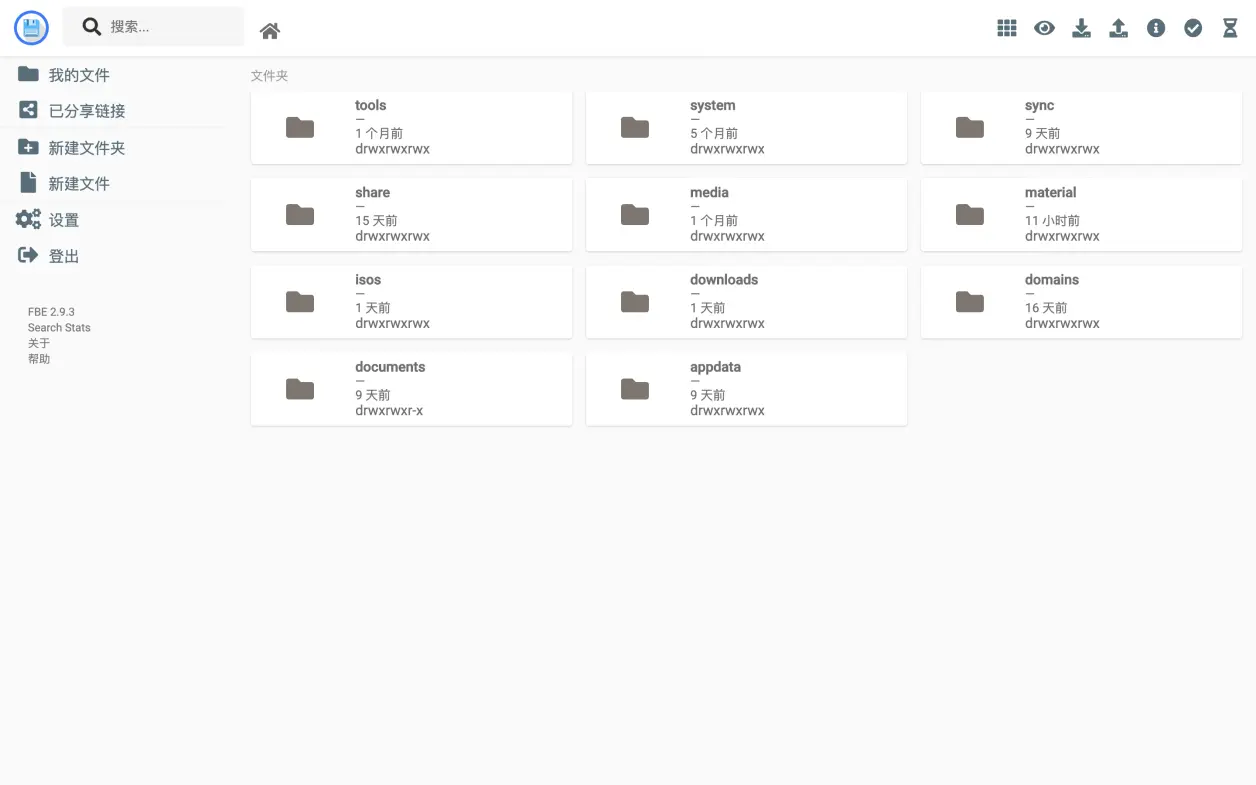 搜索...
我的文件
已分享链接
新建文件夹
新建文件
设置
登出
FBE 2.9.3
Search Stats
关于
帮助
文件夹
tools
—
1 个月前
drwxrwxrwx
system
—
5 个月前
drwxrwxrwx
sync
—
9 天前
drwxrwxrwx
share
—
15 天前
drwxrwxrwx
media
—
1 个月前
drwxrwxrwx
material
—
11 小时前
drwxrwxrwx
isos
—
1 天前
drwxrwxrwx
downloads
—
1 天前
drwxrwxrwx
domains
—
16 天前
drwxrwxrwx
documents
—
9 天前
drwxrwxr-x
appdata
—
9 天前
drwxrwxrwx